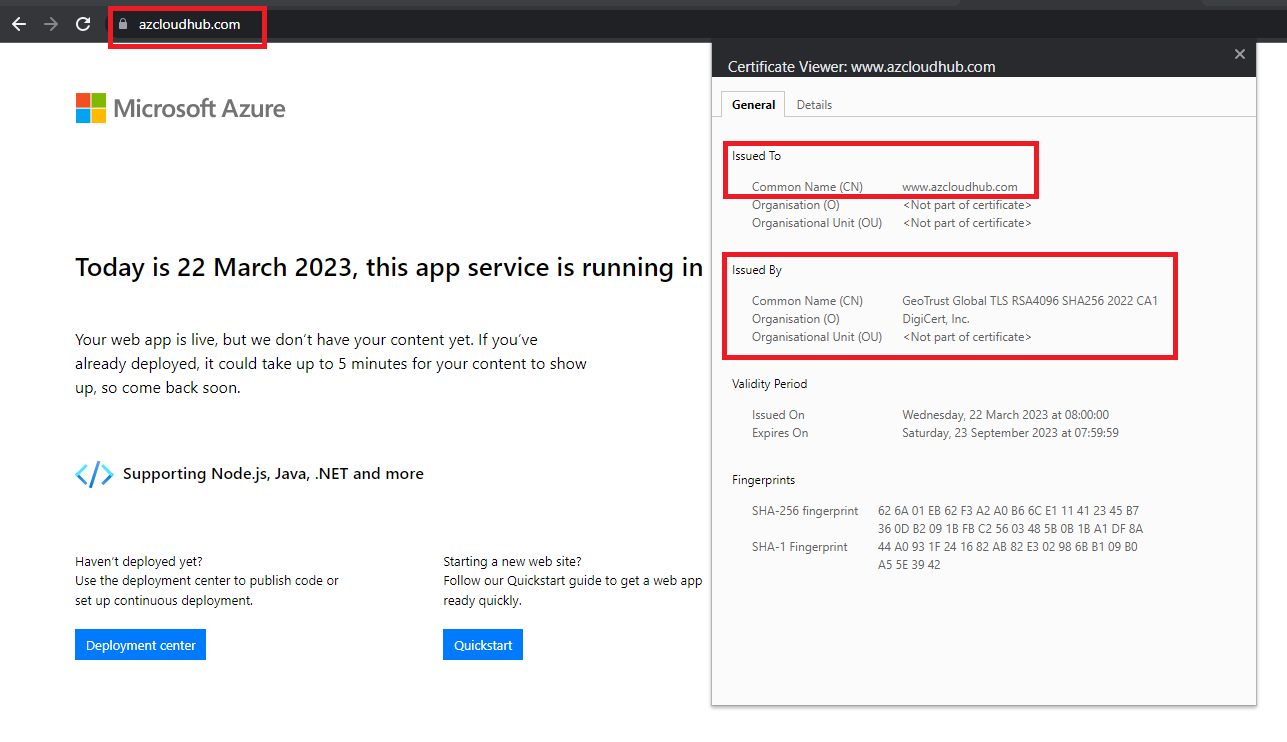 azcloudhub.com
Microsoft Azure
Today is 22 March 2023, this app service is running in
Your web app is live, but we don't have your content yet. If you've
already deployed, it could take up to 5 minutes for your content to show
up, so come back soon.
Supporting Node.js, Java, .NET and more
Haven't deployed yet?
Use the deployment center to publish code or
set up continuous deployment.
Deployment center
Starting a new web site?
Follow our Quickstart guide to get a web app
ready quickly.
Quickstart
Certificate Viewer: www.azcloudhub.com
General Details
Issued To
Common Name (CN) www.azcloudhub.com
Organisation (O) <Not part of certificate>
Organisational Unit (OU) <Not part of certificate>
Issued By
Common Name (CN) GeoTrust Global TLS RSA4096 SHA256 2022 CA1
Organisation (O) DigiCert, Inc.
Organisational Unit (OU) <Not part of certificate>
Validity Period
Issued On Wednesday, 22 March 2023 at 08:00:00
Expires On Saturday, 23 September 2023 at 07:59:59
Fingerprints
SHA-256 fingerprint 62 6A 01 EB 62 F3 A2 A0 B6 6C E1 11 41 23 45 B7
36 0D B2 09 1B FB C2 56 03 48 5B 0B 1B A1 DF 8A
SHA-1 Fingerprint 44 A0 93 1F 24 16 82 AB 82 E3 02 98 6B B1 09 B0
A5 5E 39 42